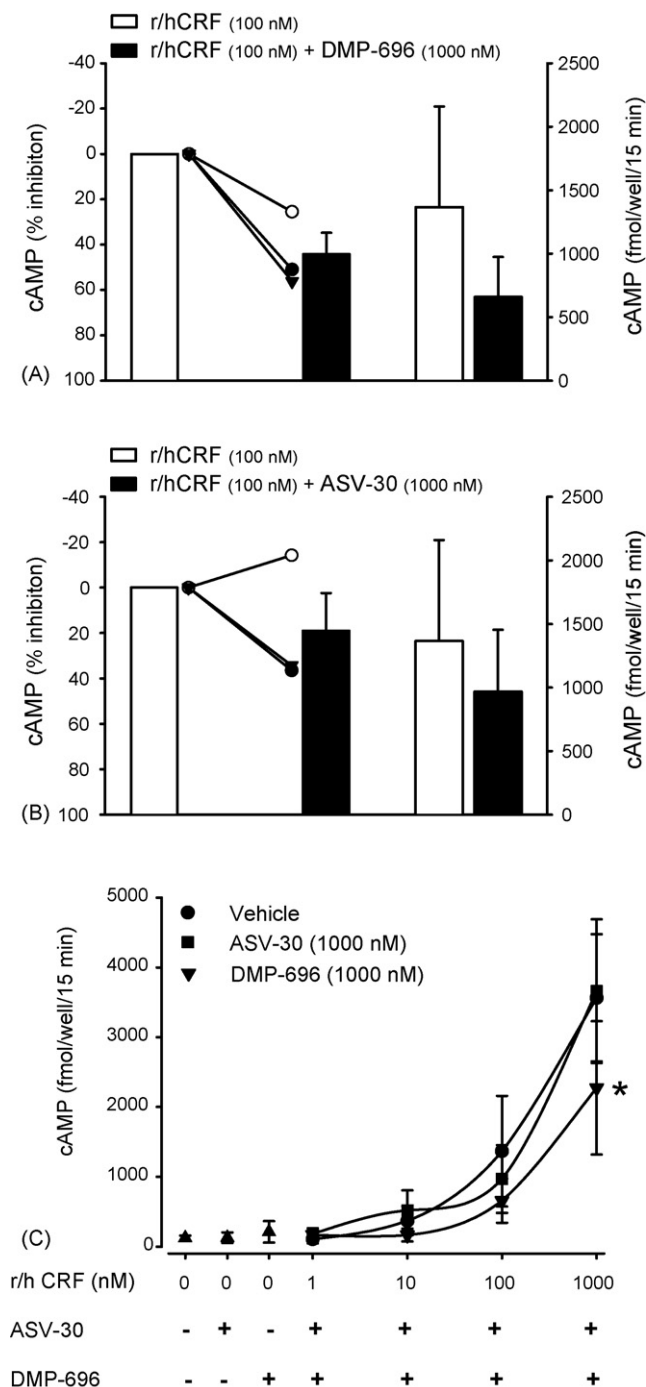 r/hCRF (100 nM)
r/hCRF (100 nM) + DMP-696 (1000 nM)
-40
-20
0
20
40
60
80
100
cAMP (% inhibiton)
2500
2000
1500
1000
500
0
cAMP (fmol/well/15 min)
(A)
r/hCRF (100 nM)
r/hCRF (100 nM) + ASV-30 (1000 nM)
-40
-20
0
20
40
60
80
100
cAMP (% inhibiton)
2500
2000
1500
1000
500
0
cAMP (fmol/well/15 min)
(B)
5000
4000
3000
2000
1000
0
cAMP (fmol/well/15 min)
Vehicle
ASV-30 (1000 nM)
DMP-696 (1000 nM)
*
(C)
r/h CRF (nM) 0 0 0 1 10 100 1000
ASV-30 - + - + + + +
DMP-696 - - + + + + +